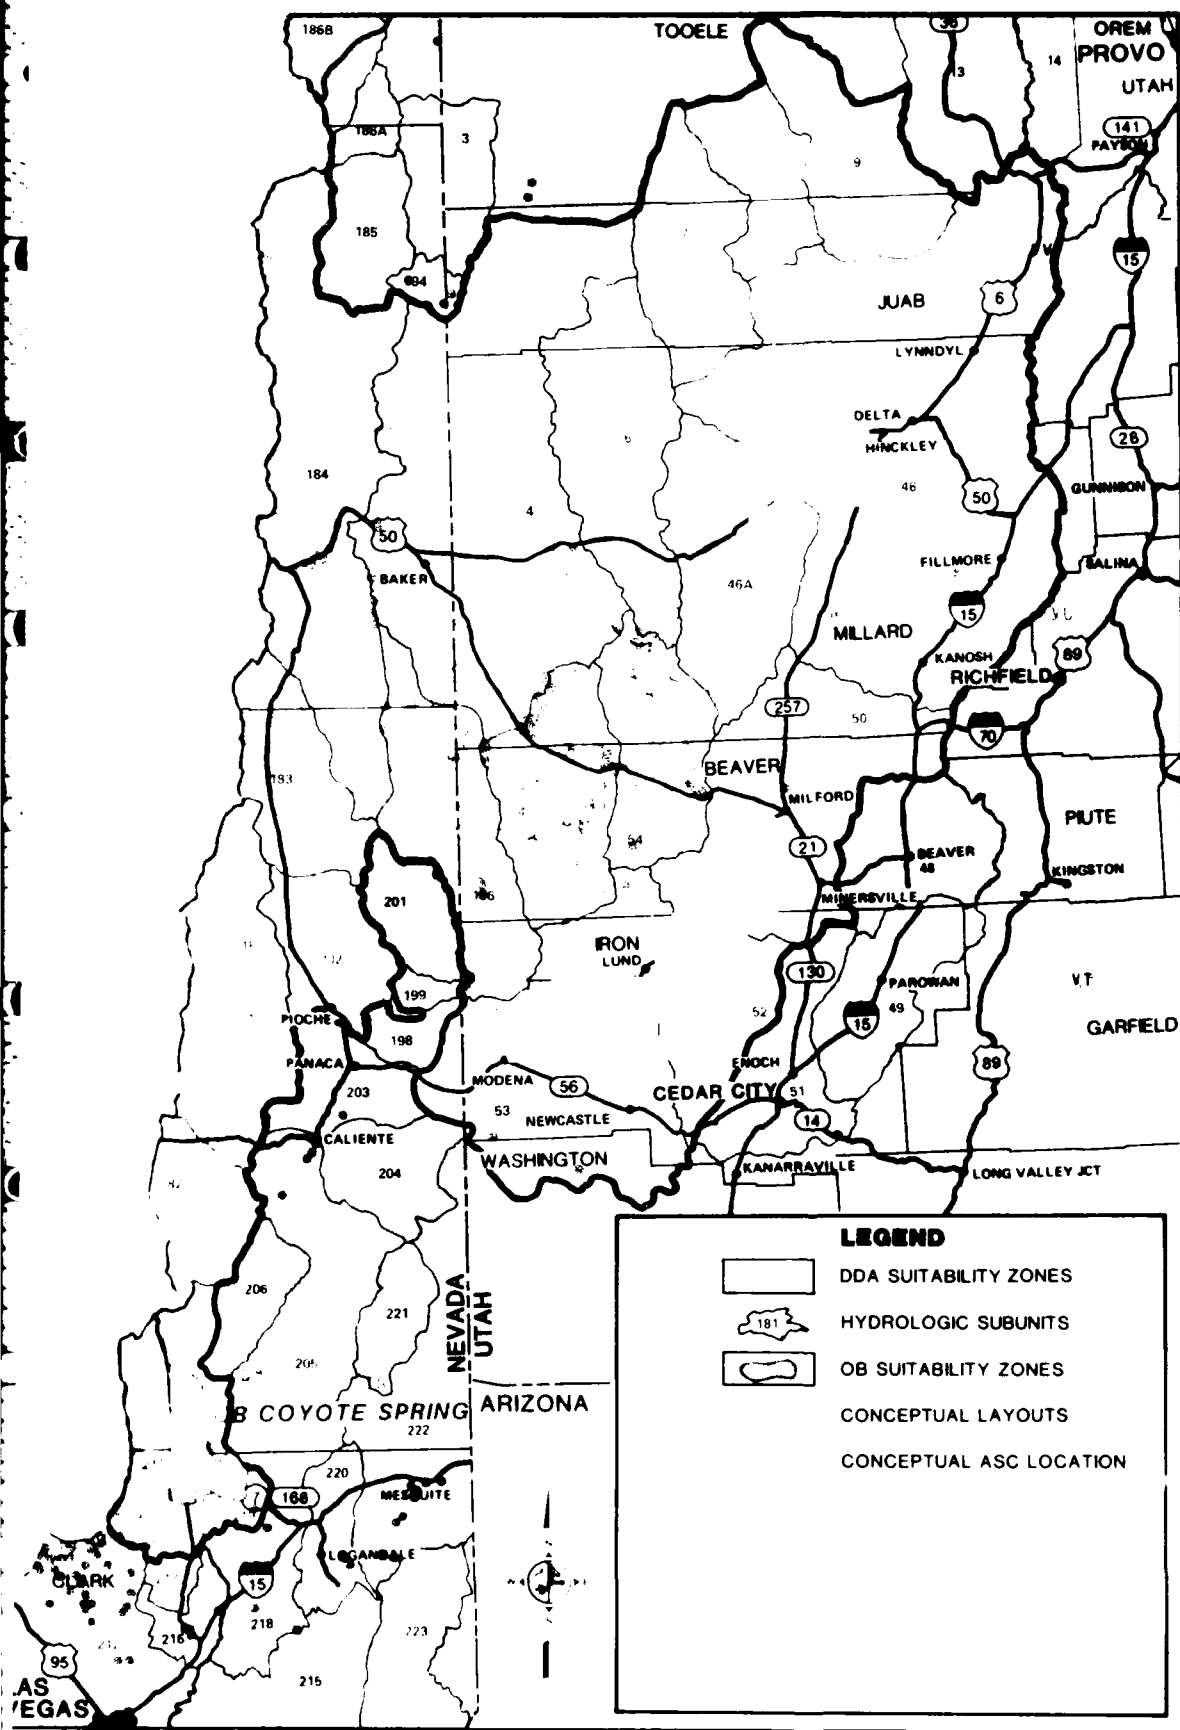 186B
TOOELE
36
OREM
PROVO
UTAH
13
14
141
PAYSON
186A
3
9
185
15
194
JUAB
6
LYNNDYL
DELTA
HINCKLEY
28
184
46
50
GUNNISON
4
50
BAKER
FILLMORE
SALINA
46A
15
MILLARD
89
KANOSH
RICHFIELD
257
50
70
BEAVER
183
MILFORD
PIUTE
21
54
BEAVER
48
KINGSTON
196
MINERSVILLE
201
IRON
LUND
130
PAROWAN
199
49
52
15
PIOCHE
198
GARFIELD
ENOCH
89
PANACA
MODENA
56
CEDAR CITY
51
203
53
NEWCASTLE
14
CALIENTE
WASHINGTON
KANARRAVILLE
204
LONG VALLEY JCT
LEGEND
DDA SUITABILITY ZONES
181
HYDROLOGIC SUBUNITS
OB SUITABILITY ZONES
CONCEPTUAL LAYOUTS
CONCEPTUAL ASC LOCATION
206
221
NEVADA
UTAH
205
B COYOTE SPRING
ARIZONA
222
220
168
MESQUITE
LOGANDALE
CLARK
15
216
218
223
95
215
LAS
VEGAS